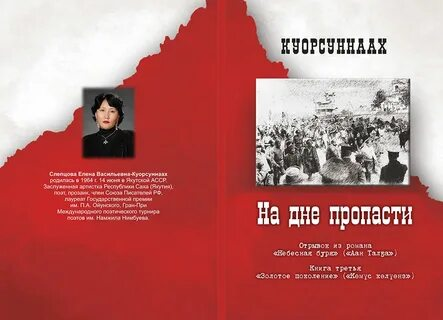 Слепцова Елена Васильевна-Куорсуннаах
родилась в 1964 г. 14 июня в Якутской АССР.
Заслуженная артистка Республики Саха (Якутия),
поэт, прозаик, член Союза Писателей РФ,
лауреат Государственной премии
им. П.А. Ойунского, Гран-При
Международного поэтического турнира
поэтов им. Намжила Нимбуева.
КУОРСУННААХ
На дне пропасти
Отрывок из романа
«Небесная буря» («Аан Талҕа»)
Книга третья
«Золотое поколение» («Көмүс көлүөнэ»)